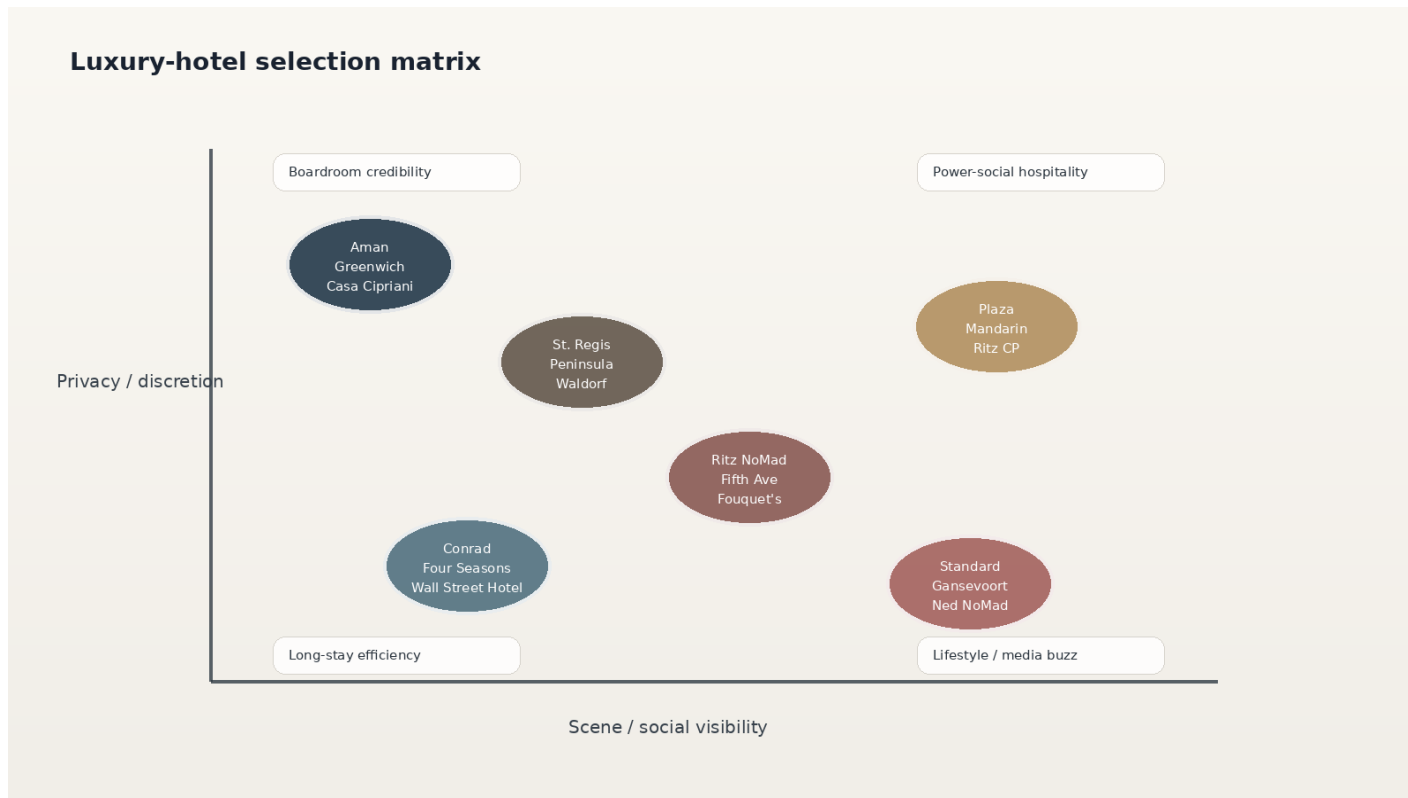 Luxury-hotel selection matrix
Boardroom credibility
Power-social hospitality
Aman
Greenwich
Casa Cipriani
Plaza
Mandarin
Ritz CP
St. Regis
Peninsula
Waldorf
Privacy / discretion
Ritz NoMad
Fifth Ave
Fouquet's
Conrad
Four Seasons
Wall Street Hotel
Standard
Gansevoort
Ned NoMad
Long-stay efficiency
Lifestyle / media buzz
Scene / social visibility